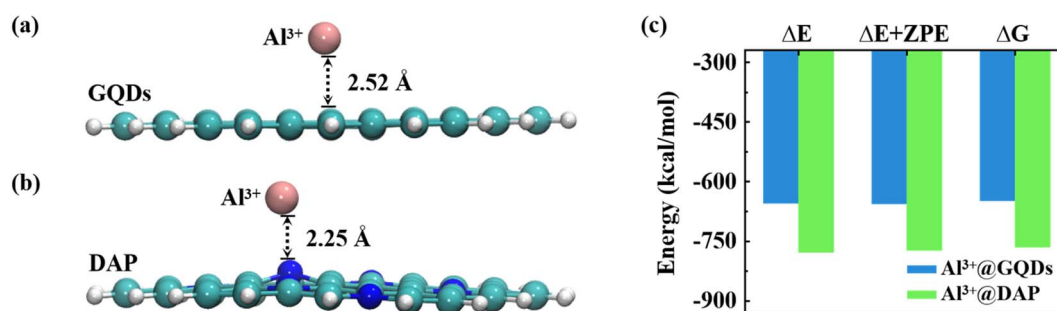 (a)
Al³⁺
2.52 Å
GQDs
(b)
Al³⁺
2.25 Å
DAP
(c)
ΔE ΔE+ZPE ΔG
-300
-450
-600
-750
-900
Energy (kcal/mol)
Al³⁺@GQDs
Al³⁺@DAP